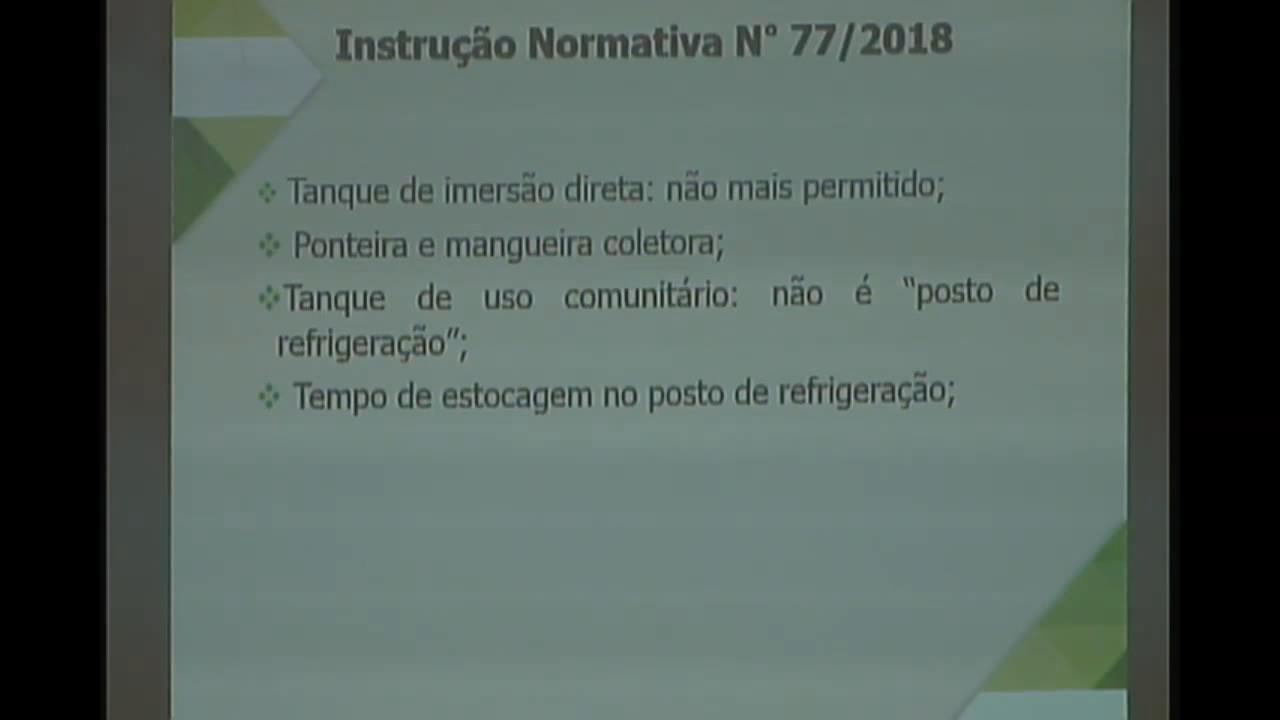 Instrução Normativa N° 77/2018
Tanque de imersão direta: não mais permitido;
Ponteira e mangueira coletora;
Tanque de uso comunitário: não é "posto de
refrigeração";
Tempo de estocagem no posto de refrigeração;